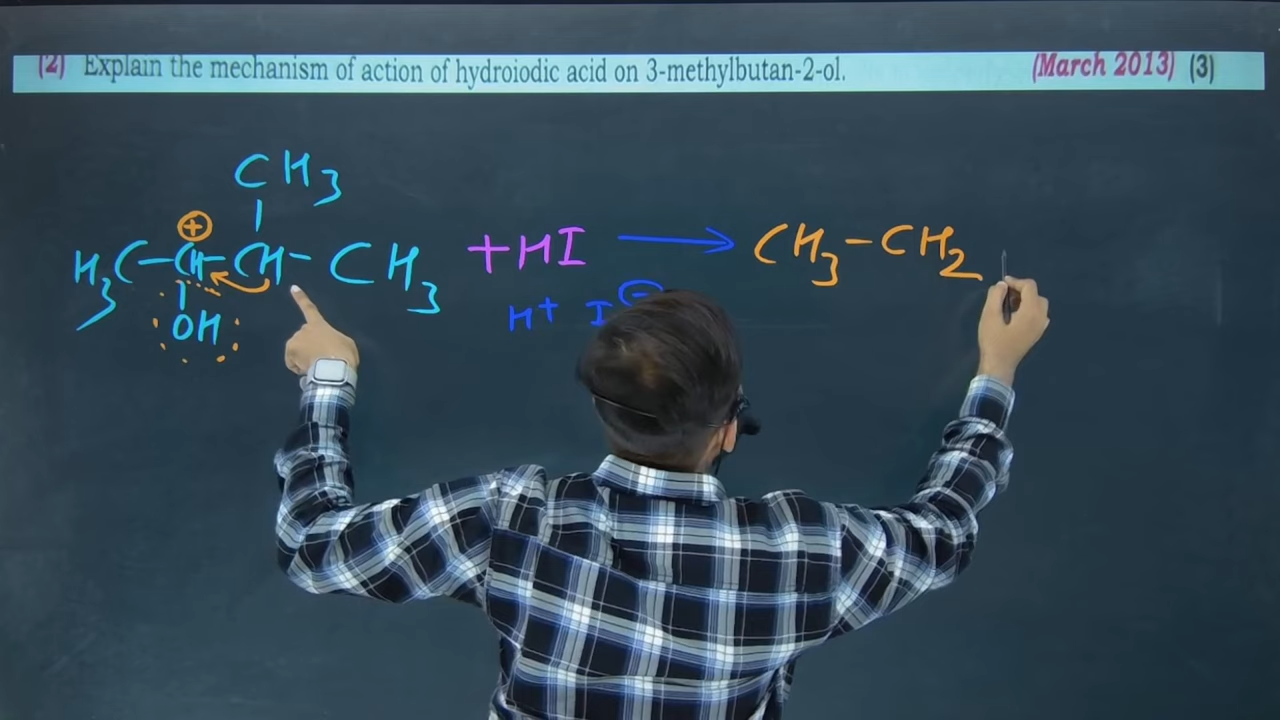 (2) Explain the mechanism of action of hydroiodic acid on 3-methylbutan-2-ol. (March 2013) (3)
CH3
|
H3C–CH–CH–CH3 +HI → CH3–CH2
⊕
|
OH
H+ I⊖